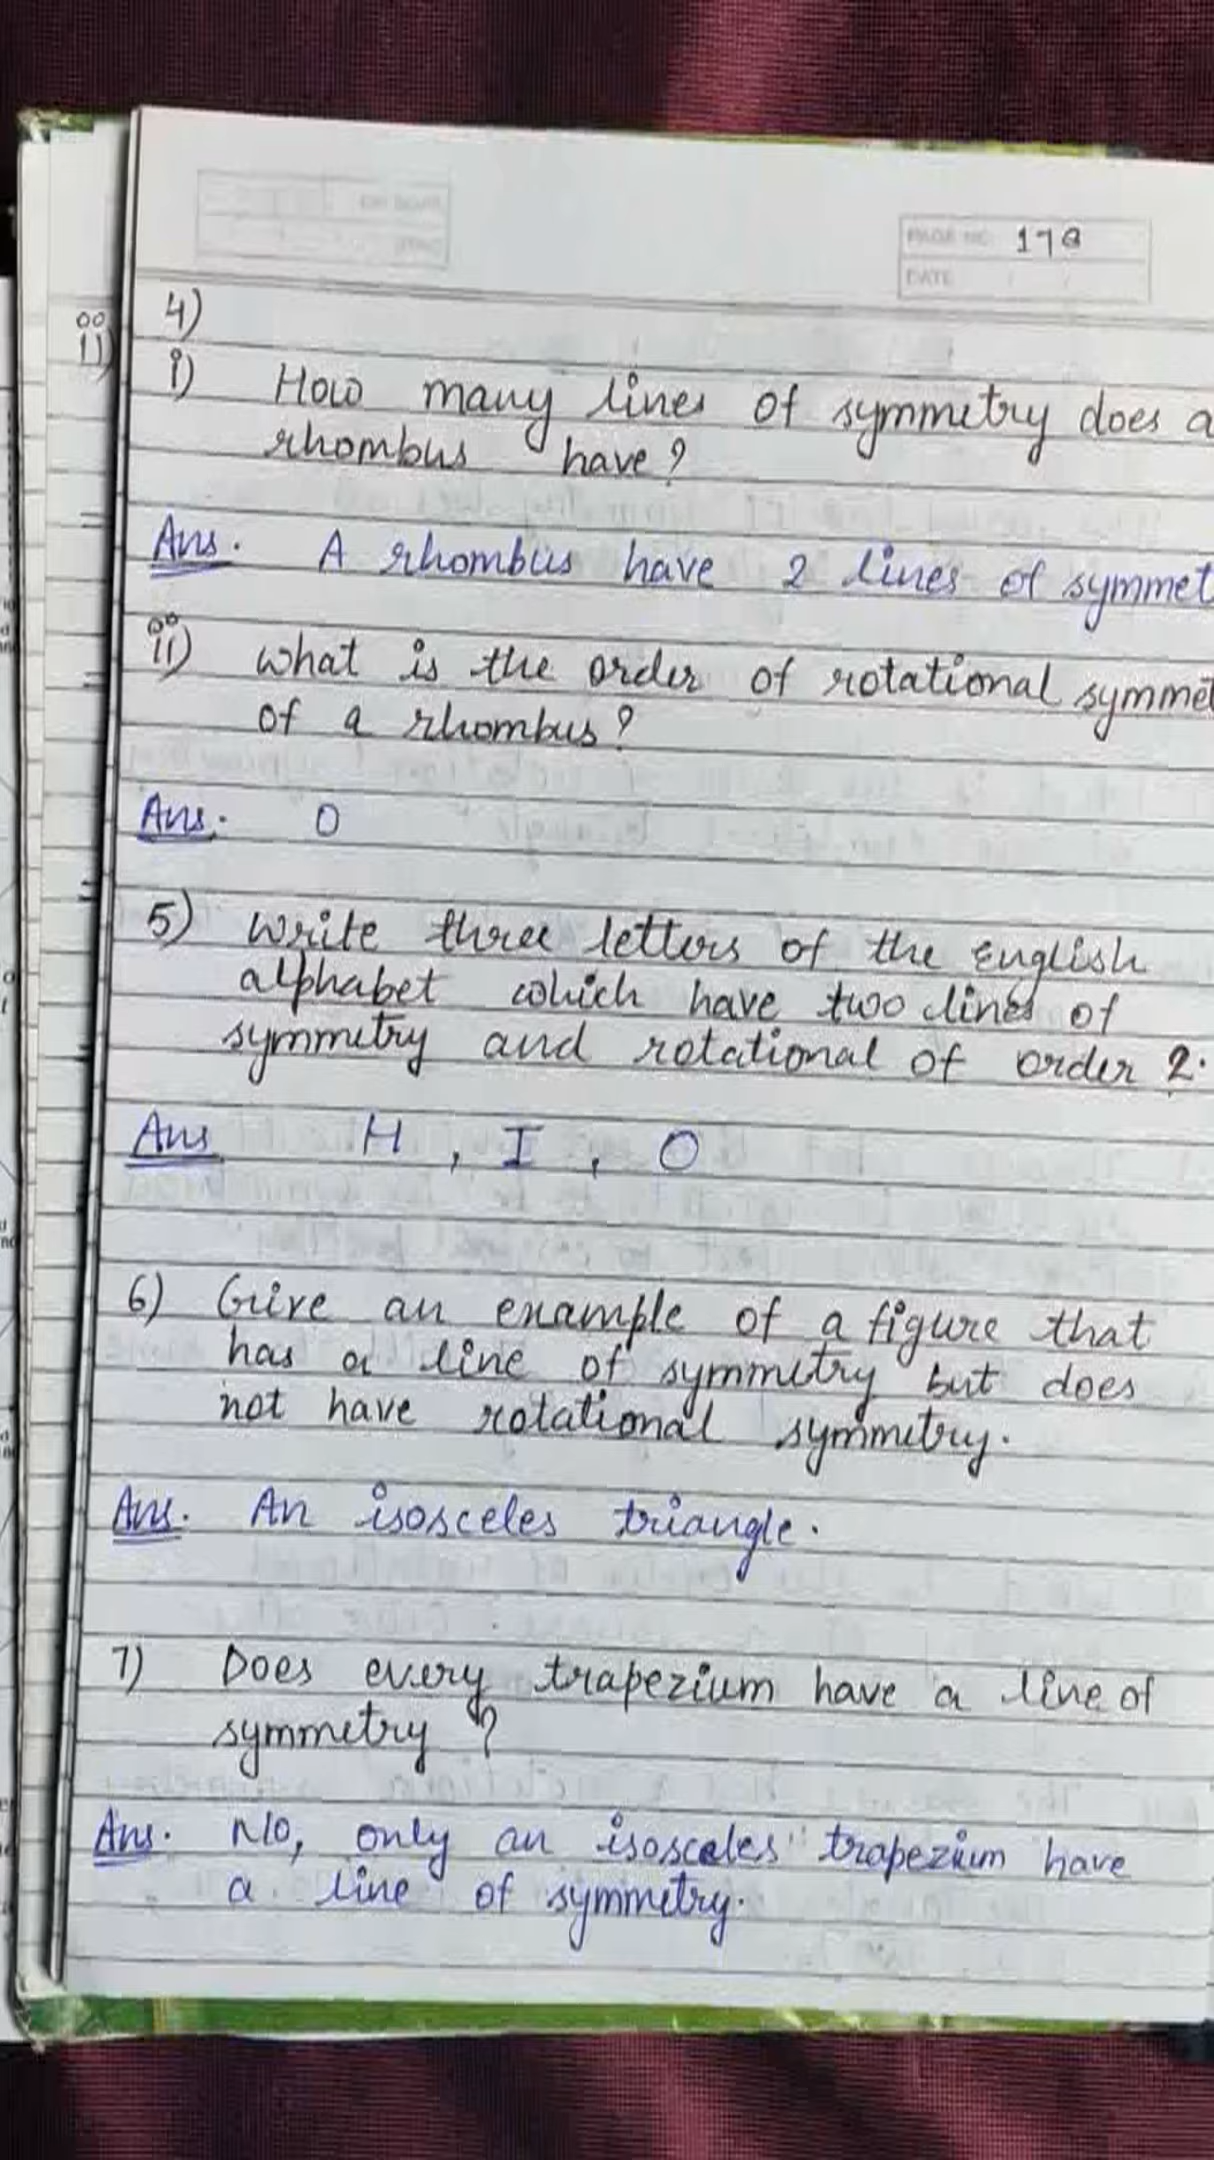 PAGE NO. 178
DATE
4)
ii)
i) How many lines of symmetry does a
rhombus have?
Ans. A rhombus have 2 lines of symmet
ii) what is the order of rotational symmet
of a rhombus?
Ans. 0
5) Write three letters of the English
alphabet which have two lines of
symmetry and rotational of order 2.
Ans H, I, O
6) Give an example of a figure that
has a line of symmetry but does
not have rotational symmetry.
Ans. An isosceles triangle.
7) Does every trapezium have a line of
symmetry?
Ans. No, only an isosceles trapezium have
a line of symmetry.